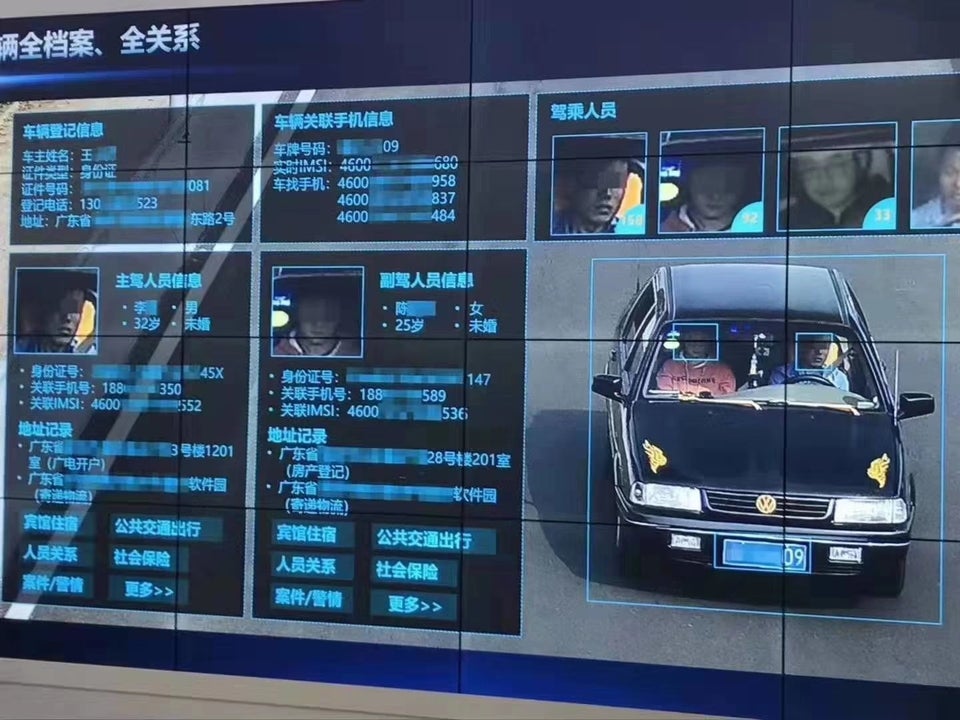 辆全档案、全关系
车辆登记信息
车主姓名：王
证件类型：身份证
证件号码：081
登记电话：130 523
地址：广东省 东路2号
车辆关联手机信息
车牌号码：09
实时IMSI：4600 680
车找手机：4600 958
4600 837
4600 484
驾乘人员
168
92
33
主驾人员信息
· 李 · 男
· 32岁 · 未婚
· 身份证号：45X
· 关联手机号：188 350
· 关联IMSI：4600 552
地址记录
· 广东省 3号楼1201
室（广电开户）
· 广东省 软件园
（寄递物流）
宾馆住宿 公共交通出行
人员关系 社会保险
案件/警情 更多>>
副驾人员信息
· 陈 · 女
· 25岁 · 未婚
· 身份证号：147
· 关联手机号：188 589
· 关联IMSI：4600 536
地址记录
· 广东省 28号楼201室
（房产登记）
· 广东省 软件园
（寄递物流）
宾馆住宿 公共交通出行
人员关系 社会保险
案件/警情 更多>>
09